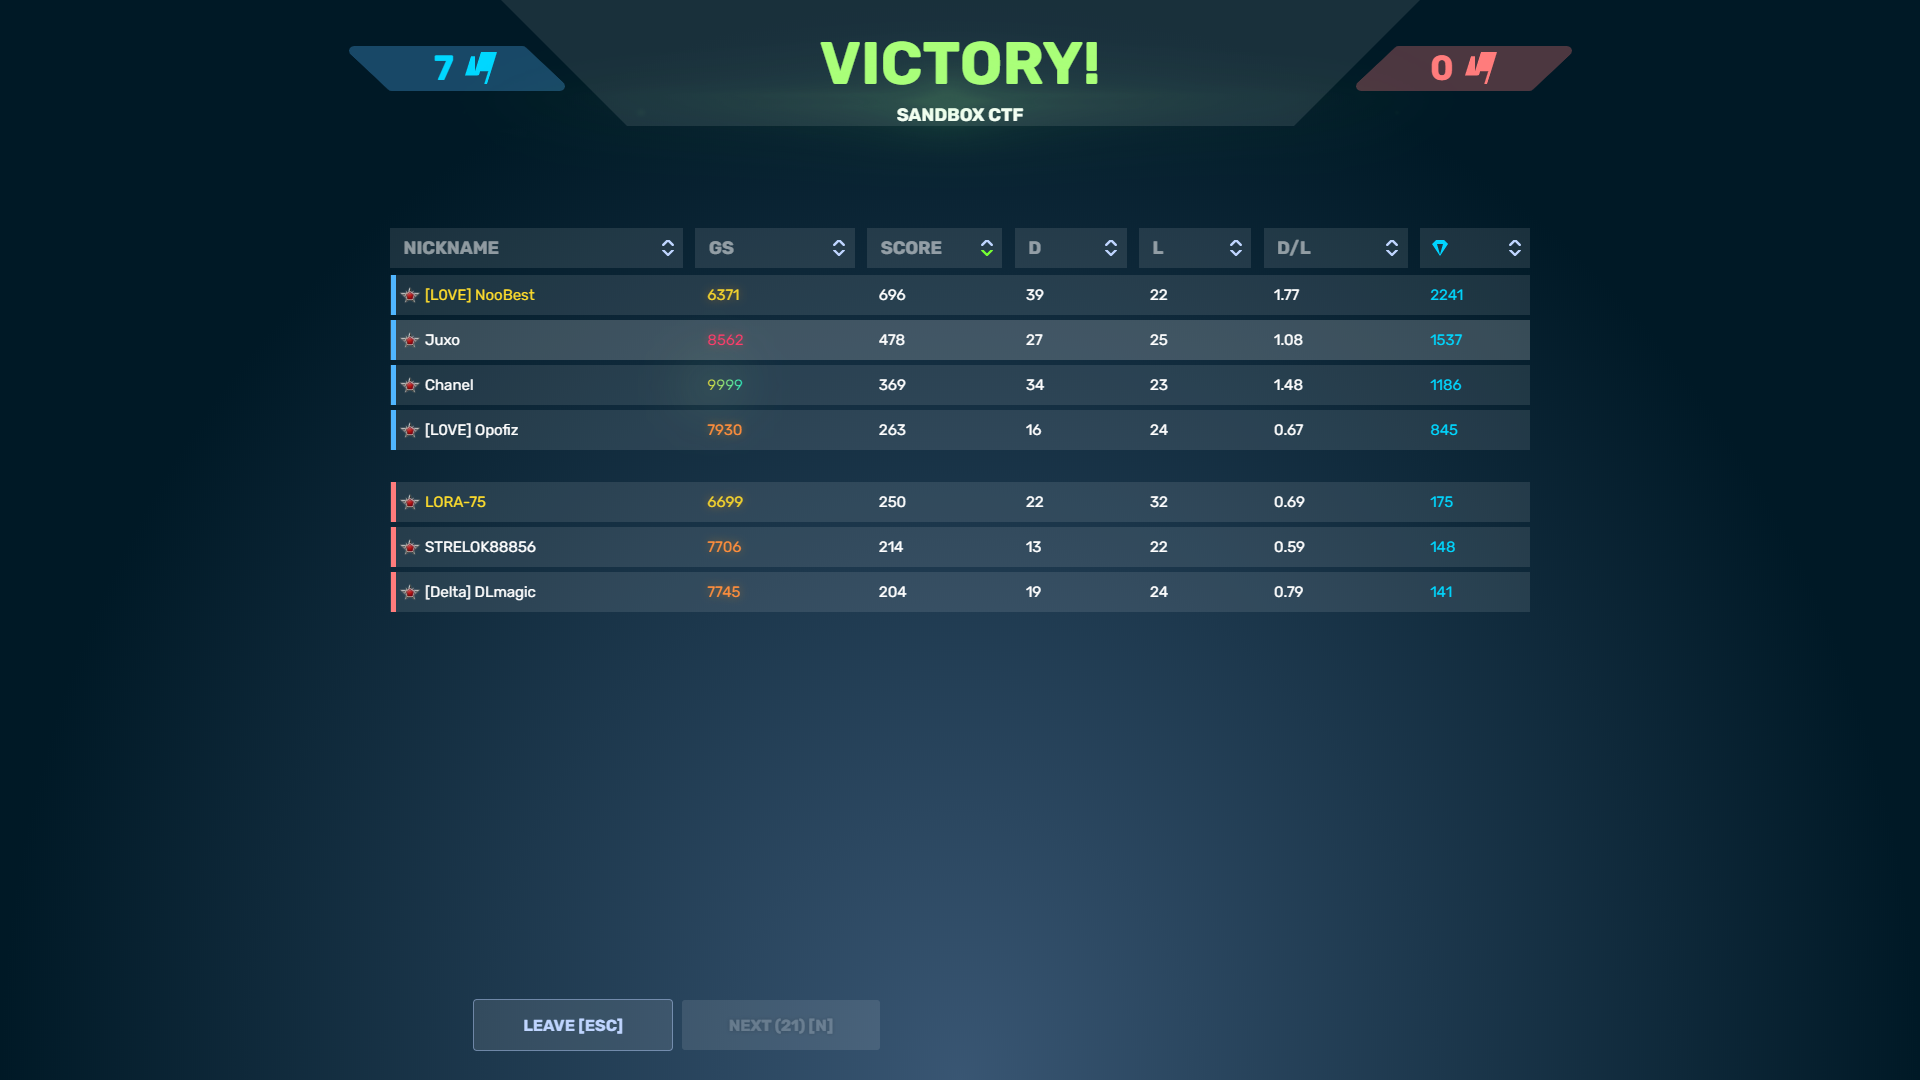 7
VICTORY!
0
SANDBOX CTF
NICKNAME GS SCORE D L D/L
[L0VE] NooBest 6371 696 39 22 1.77 2241
Juxo 8562 478 27 25 1.08 1537
Chanel 9999 369 34 23 1.48 1186
[L0VE] Opofiz 7930 263 16 24 0.67 845
LORA-75 6699 250 22 32 0.69 175
STRELOK88856 7706 214 13 22 0.59 148
[Delta] DLmagic 7745 204 19 24 0.79 141
LEAVE [ESC] NEXT (21) [N]